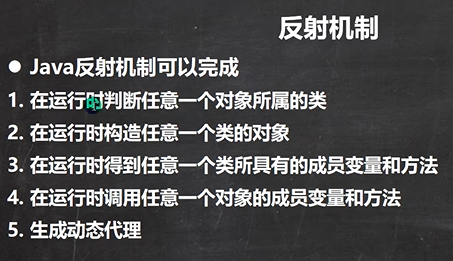 反射机制
● Java反射机制可以完成
1. 在运行时判断任意一个对象所属的类
2. 在运行时构造任意一个类的对象
3. 在运行时得到任意一个类所具有的成员变量和方法
4. 在运行时调用任意一个对象的成员变量和方法
5. 生成动态代理